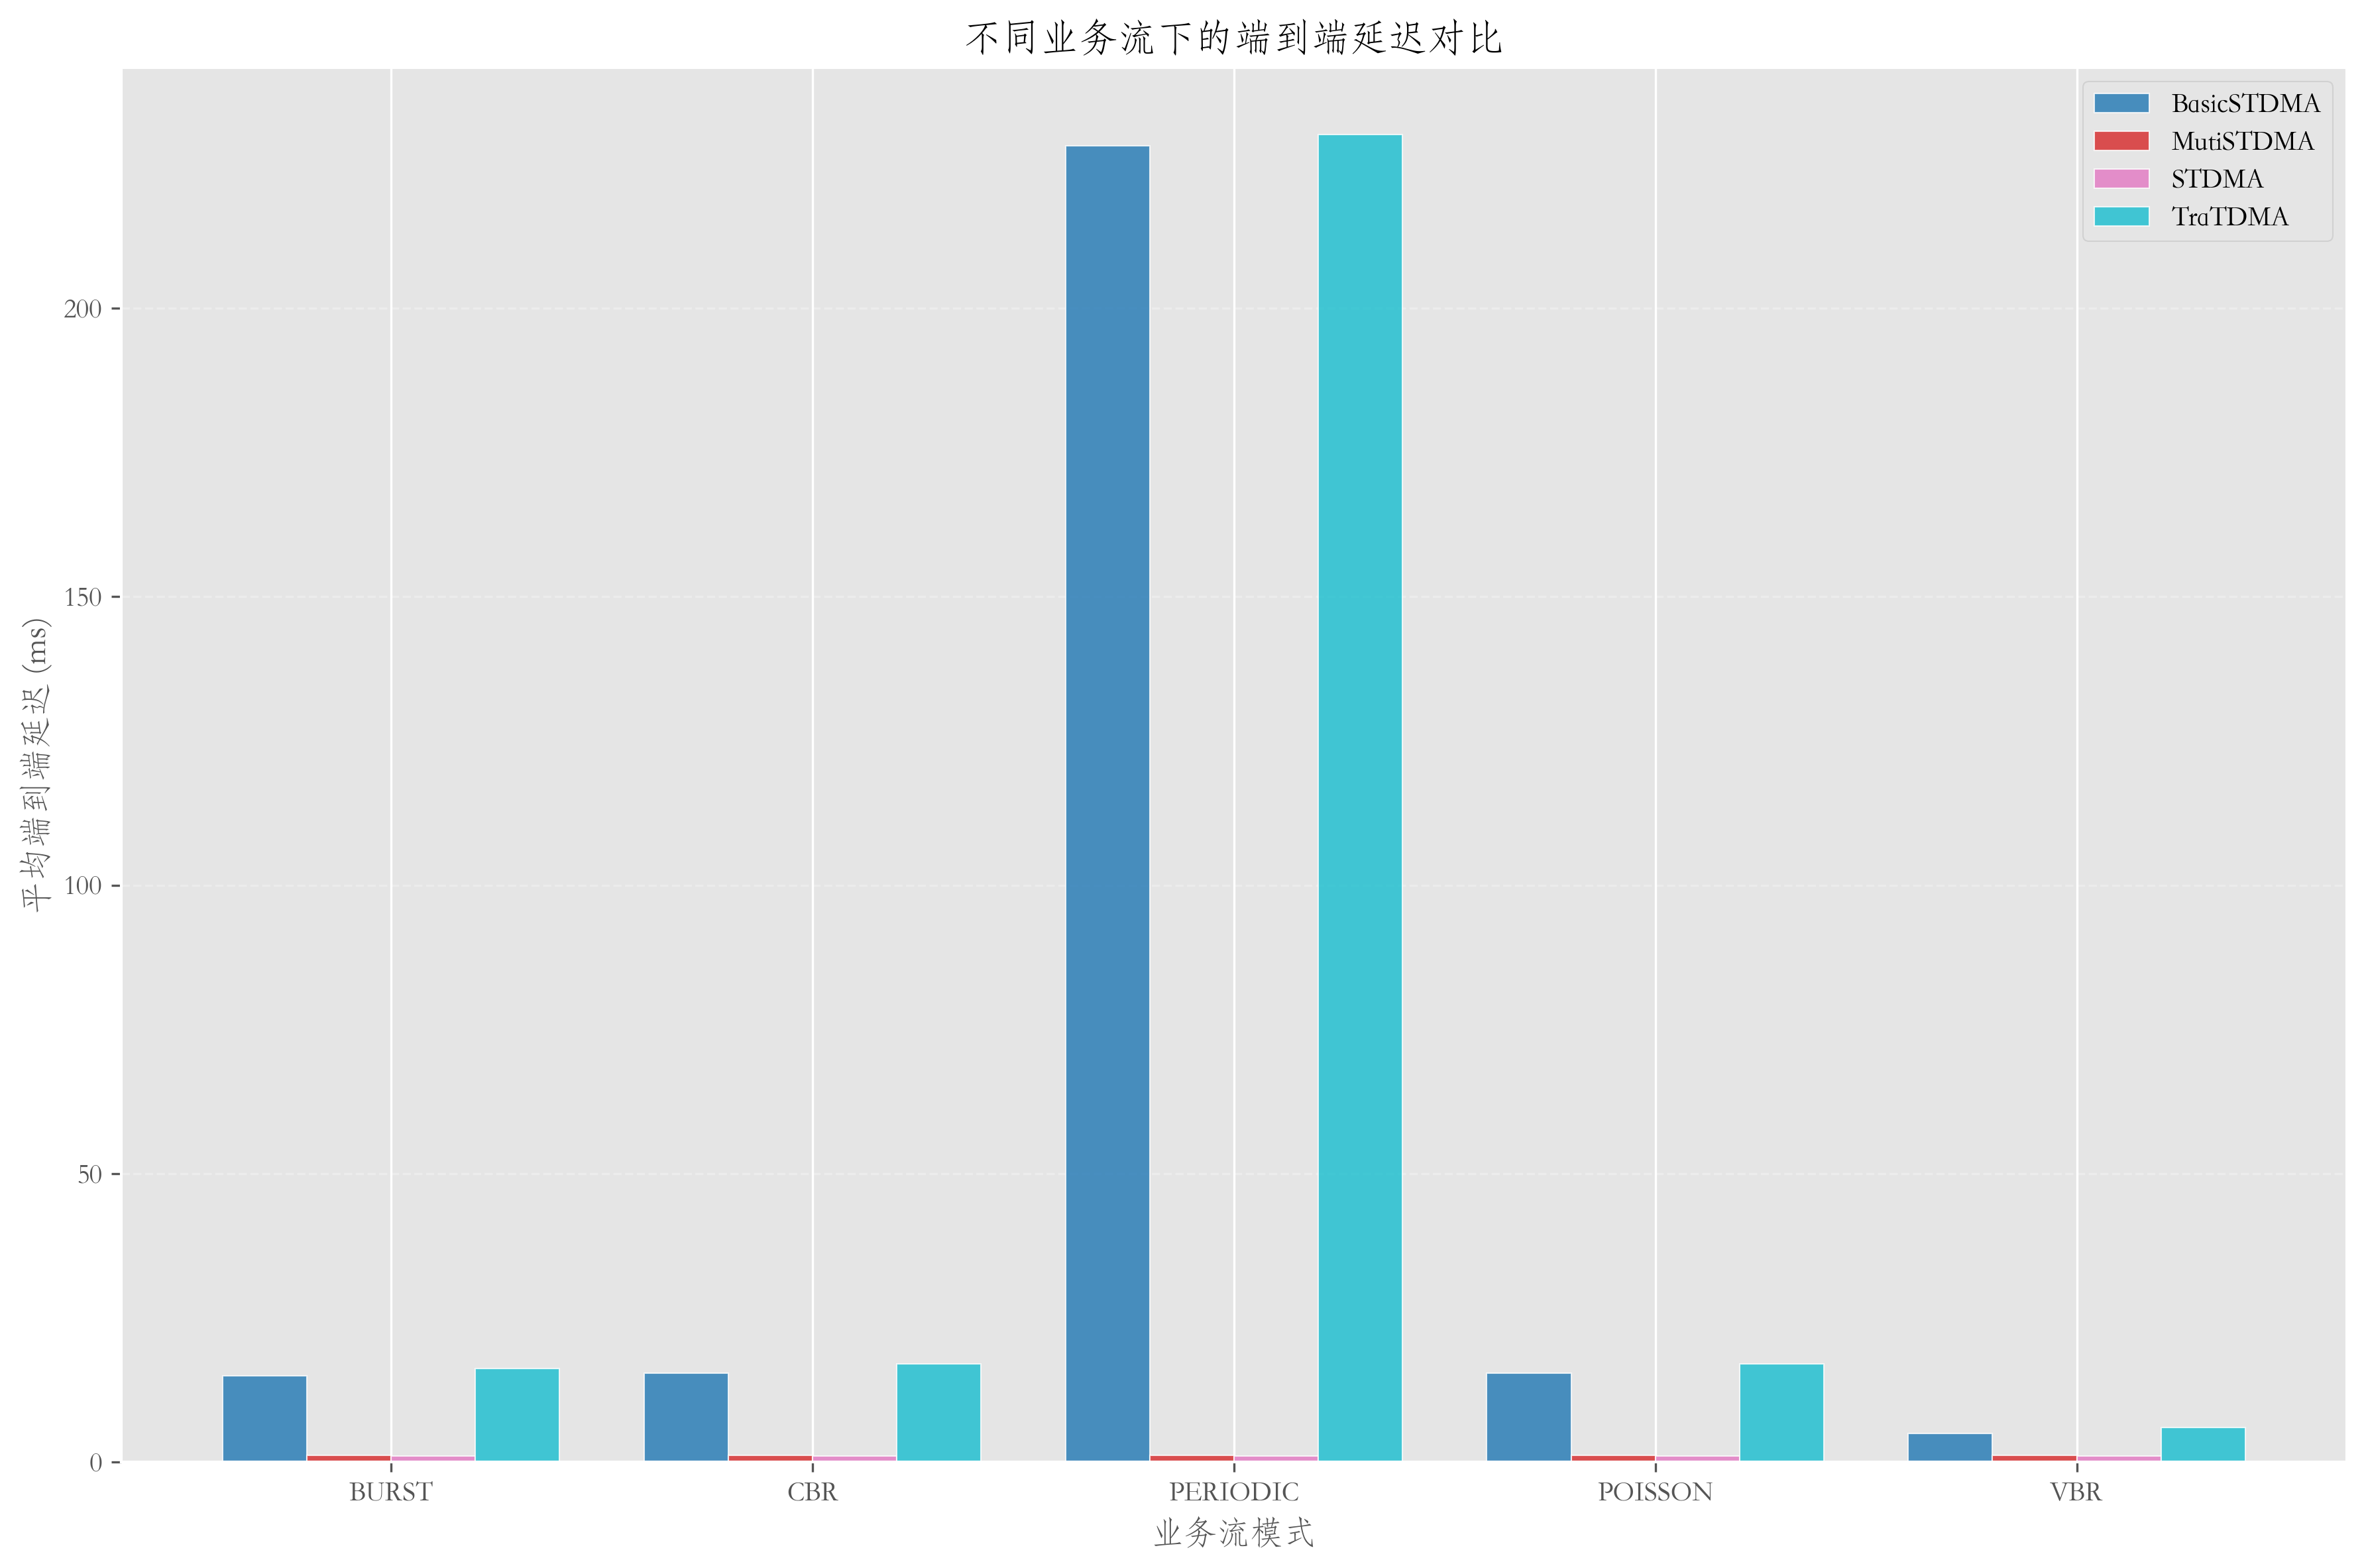 不同业务流下的端到端延迟对比
BasicSTDMA
MutiSTDMA
STDMA
TraTDMA
平均端到端延迟 (ms)
200
150
100
50
0
BURST
CBR
PERIODIC
POISSON
VBR
业务流模式